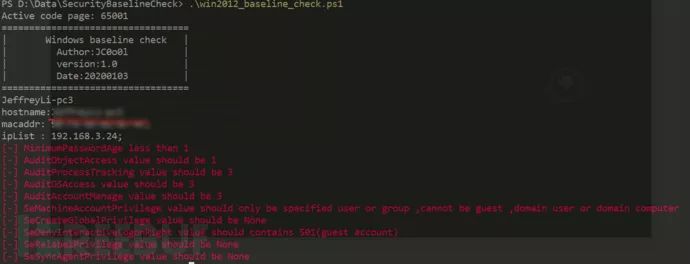 PS D:\Data\SecurityBaselineCheck> .\win2012_baseline_check.ps1
Active code page: 65001
==================================
|       Windows baseline check   |
|         Author:JC0o0l          |
|         version:1.0            |
|         Date:20200103          |
==================================
JeffreyLi-pc3
hostname:
macaddr:
ipList : 192.168.3.24;
[-] MinimumPasswordAge less than 1
[-] AuditObjectAccess value should be 1
[-] AuditProcessTracking value should be 3
[-] AuditDSAccess value should be 3
[-] AuditAccountManage value should be 3
[-] SeMachineAccountPrivilege value should only be specified user or group ,cannot be guest ,domain user or domain computer
[-] SeCreateGlobalPrivilege value should be None
[-] SeDenyInteractiveLogonRight value should contains 501(guest account)
[-] SeRelabelPrivilege value should be None
[-] SeSyncAgentPrivilege value should be None